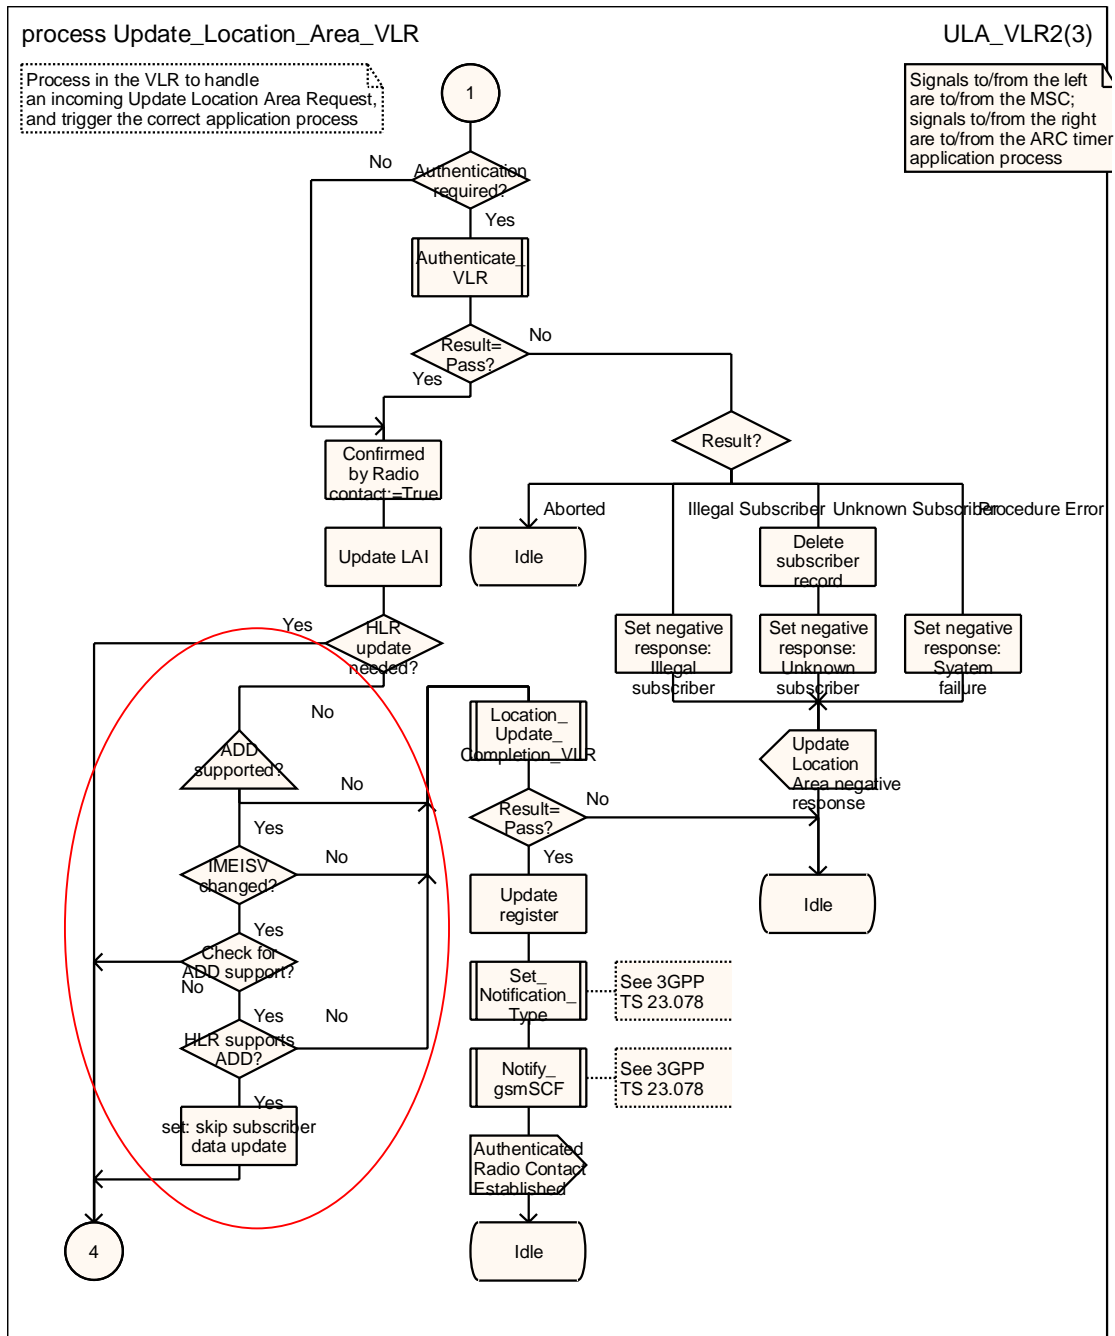 process Update_Location_Area_VLR
ULA_VLR2(3)
Process in the VLR to handle
an incoming Update Location Area Request,
and trigger the correct application process
Signals to/from the left
are to/from the MSC;
signals to/from the right
are to/from the ARC timer
application process
1
No
Authentication
required?
Yes
Authenticate_
VLR
No
Result=
Pass?
Yes
Result?
Confirmed
by Radio
contact:=True
Aborted
Illegal Subscriber
Unknown Subscriber
Procedure Error
Idle
Delete
subscriber
record
Update LAI
Yes
HLR
update
needed?
Set negative
response:
Illegal
subscriber
Set negative
response:
Unknown
subscriber
Set negative
response:
Syatem
failure
No
Location_
Update_
Completion_VLR
ADD
supported?
Update
Location
Area negative
response
No
No
Result=
Pass?
Yes
Yes
No
IMEISV
changed?
Update
register
Idle
Yes
Check for
ADD support?
No
Set_
Notification_
Type
See 3GPP
TS 23.078
Yes
No
HLR supports
ADD?
Notify_
gsmSCF
See 3GPP
TS 23.078
Yes
set: skip subscriber
data update
Authenticated
Radio Contact
Established
4
Idle